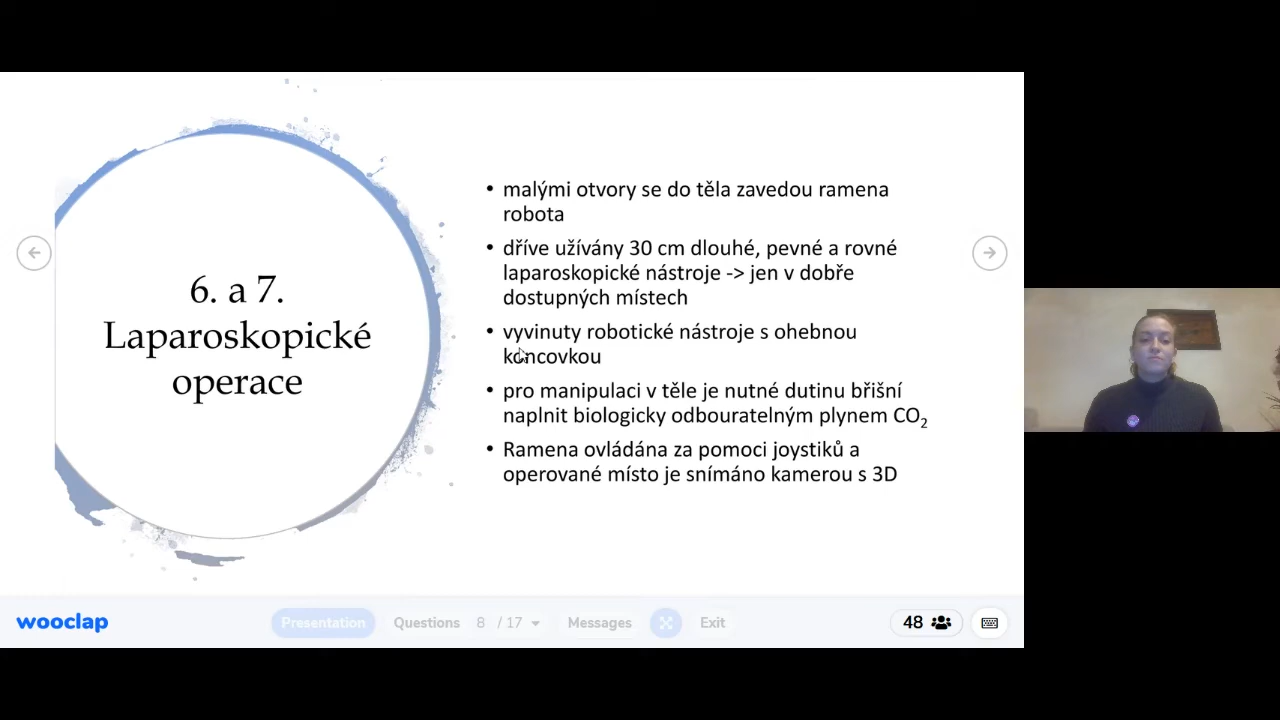 6. a 7.
Laparoskopické
operace
• malými otvory se do těla zavedou ramena
robota
• dříve užívány 30 cm dlouhé, pevné a rovné
laparoskopické nástroje -> jen v dobře
dostupných místech
• vyvinuty robotické nástroje s ohebnou
koncovkou
• pro manipulaci v těle je nutné dutinu břišní
naplnit biologicky odbouratelným plynem CO₂
• Ramena ovládána za pomoci joystiků a
operované místo je snímáno kamerou s 3D
wooclap Presentation Questions 8 / 17 Messages Exit 48